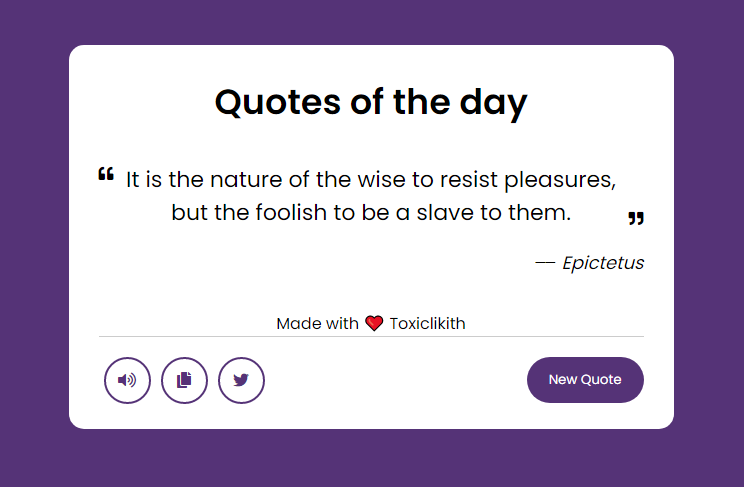 Quotes of the day
❝ It is the nature of the wise to resist pleasures,
but the foolish to be a slave to them. ❞
— Epictetus
Made with ❤️ Toxiclikith
New Quote